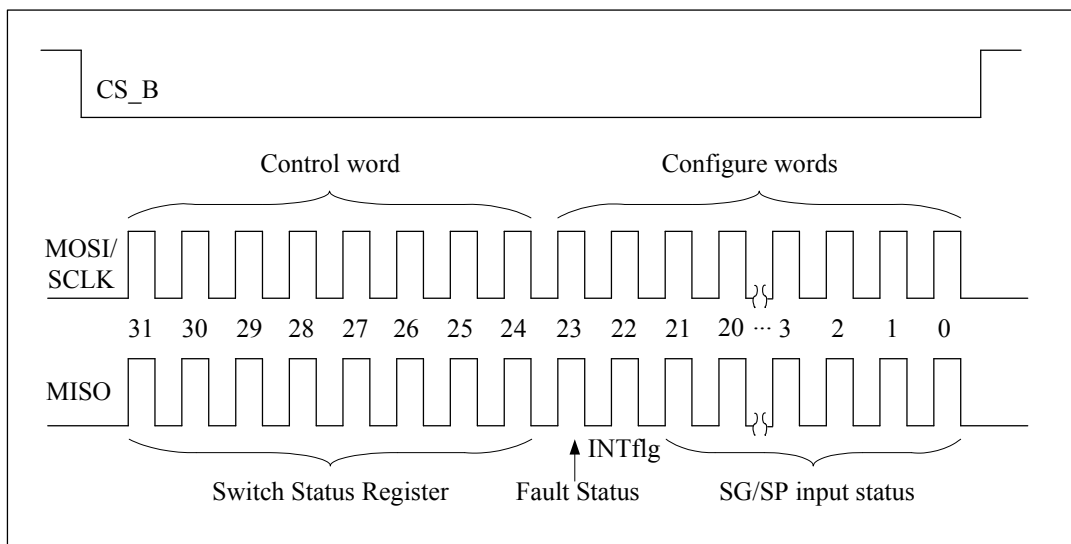 CS_B
Control word
Configure words
MOSI/
SCLK
31 30 29 28 27 26 25 24 23 22 21 20 ... 3 2 1 0
MISO
INTflg
Switch Status Register
Fault Status
SG/SP input status